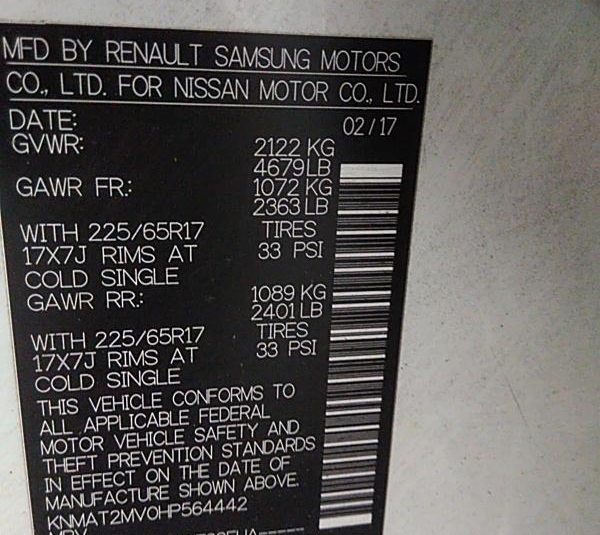 MFD BY RENAULT SAMSUNG MOTORS
CO., LTD. FOR NISSAN MOTOR CO., LTD.
DATE: 02/17
GVWR: 2122 KG
4679LB
GAWR FR.: 1072 KG
2363 LB
WITH 225/65R17 TIRES
17X7J RIMS AT 33 PSI
COLD SINGLE
GAWR RR.: 1089 KG
2401 LB
WITH 225/65R17 TIRES
17X7J RIMS AT 33 PSI
COLD SINGLE
THIS VEHICLE CONFORMS TO
ALL APPLICABLE FEDERAL
MOTOR VEHICLE SAFETY AND
THEFT PREVENTION STANDARDS
IN EFFECT ON THE DATE OF
MANUFACTURE SHOWN ABOVE.
KNMAT2MV0HP564442